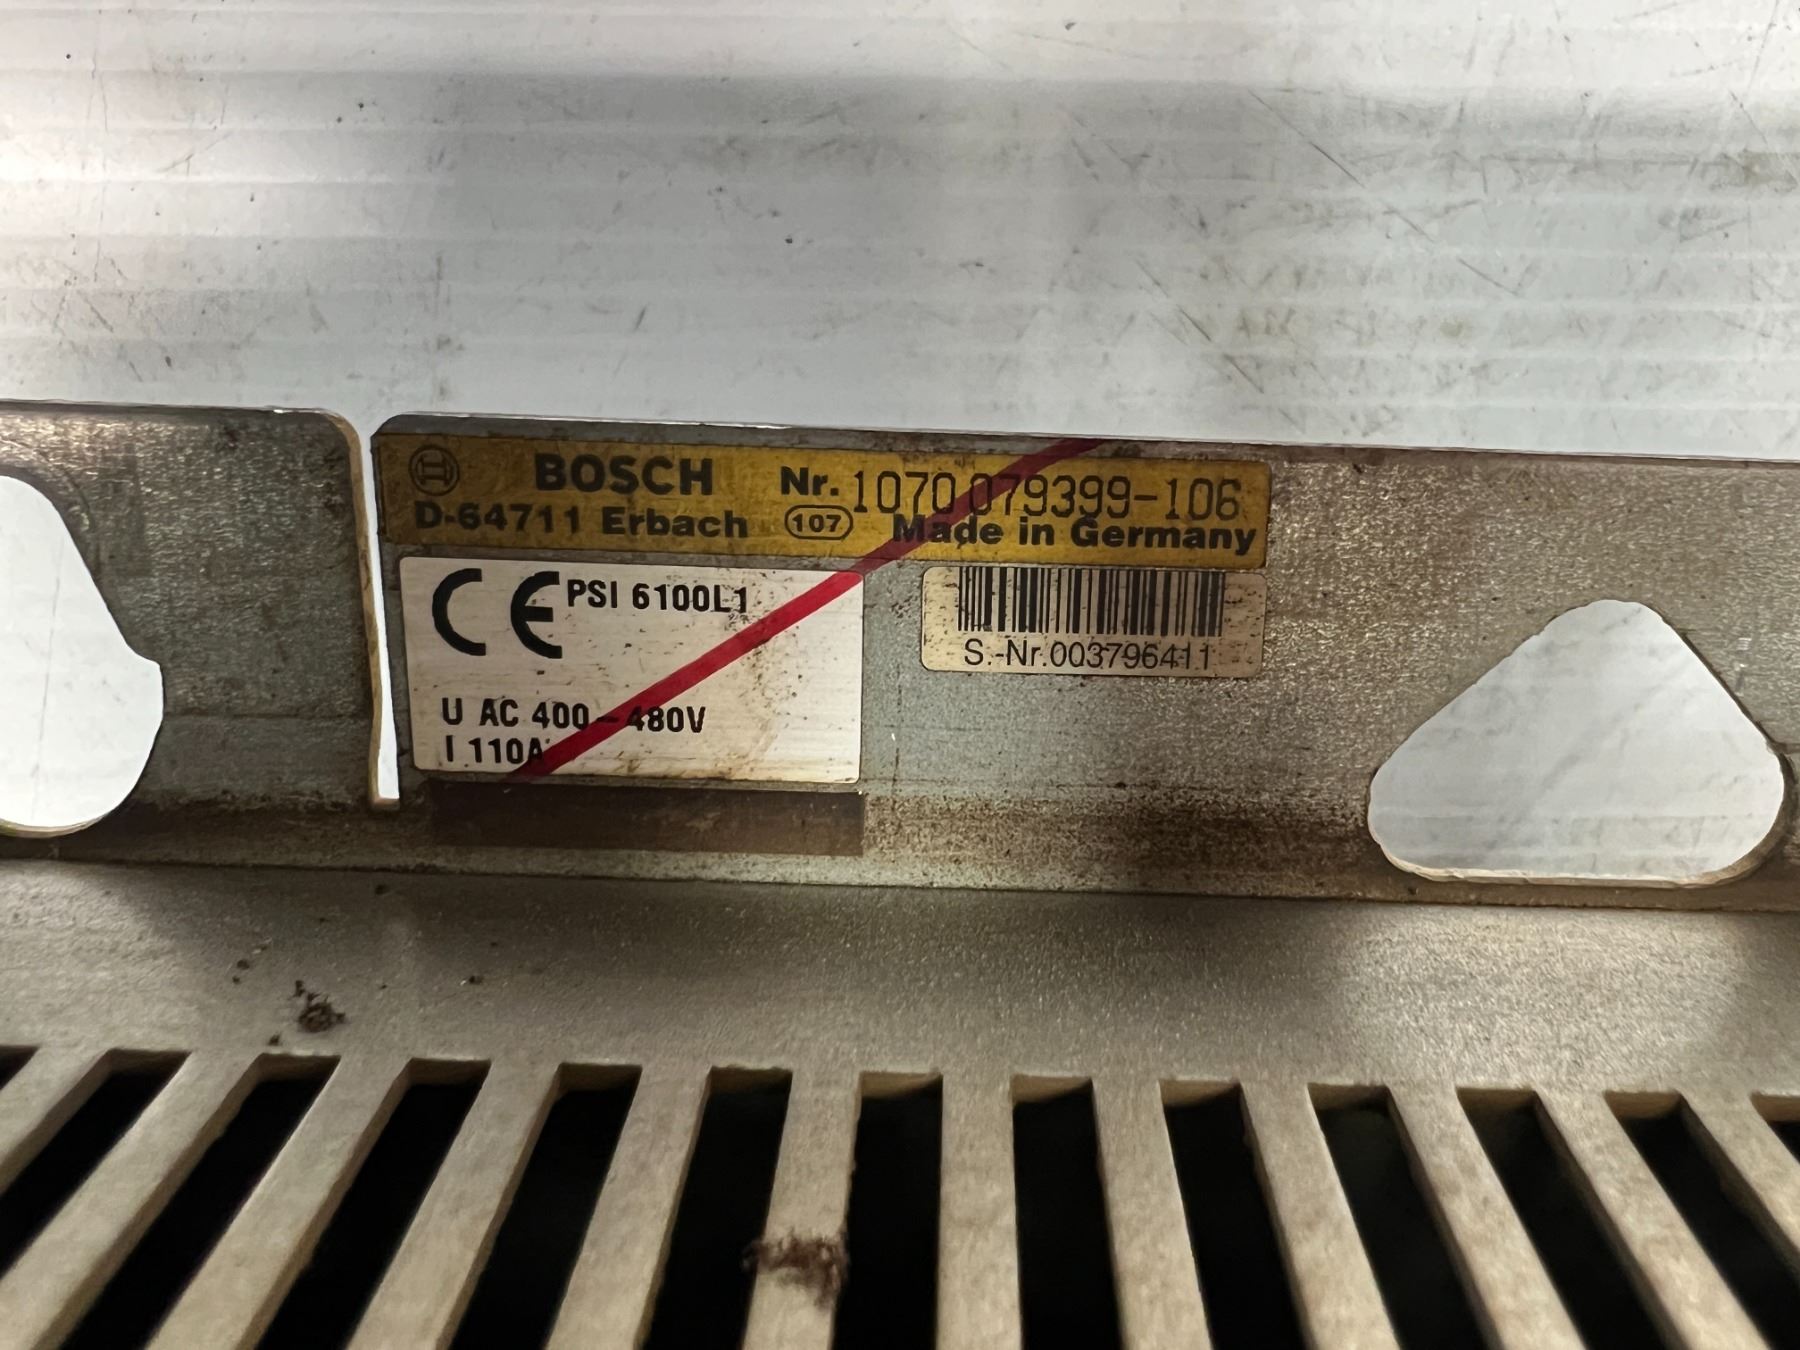 BOSCH Nr. 1070 079399-106
D-64711 Erbach 107 Made in Germany
CE PSI 6100L1
U AC 400-480V
I 110A
S.-Nr.003796411